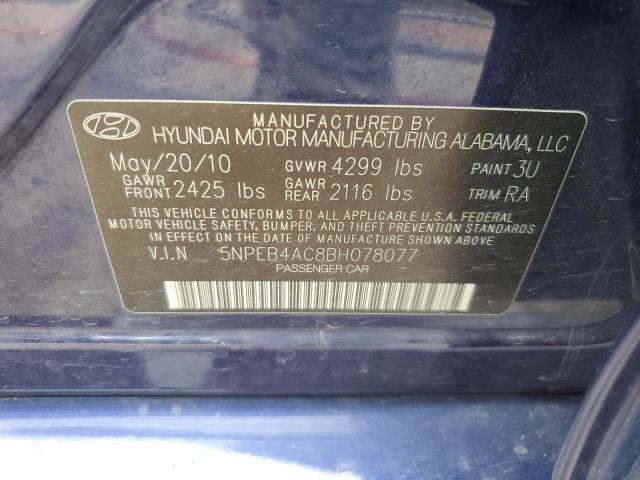 MANUFACTURED BY
HYUNDAI MOTOR MANUFACTURING ALABAMA, LLC
May/20/10 GVWR 4299 lbs PAINT 3U
GAWR FRONT 2425 lbs GAWR REAR 2116 lbs TRIM RA
THIS VEHICLE CONFORMS TO ALL APPLICABLE U.S.A. FEDERAL
MOTOR VEHICLE SAFETY, BUMPER, AND THEFT PREVENTION STANDARDS
IN EFFECT ON THE DATE OF MANUFACTURE SHOWN ABOVE
V.I.N 5NPEB4AC8BH078077
PASSENGER CAR